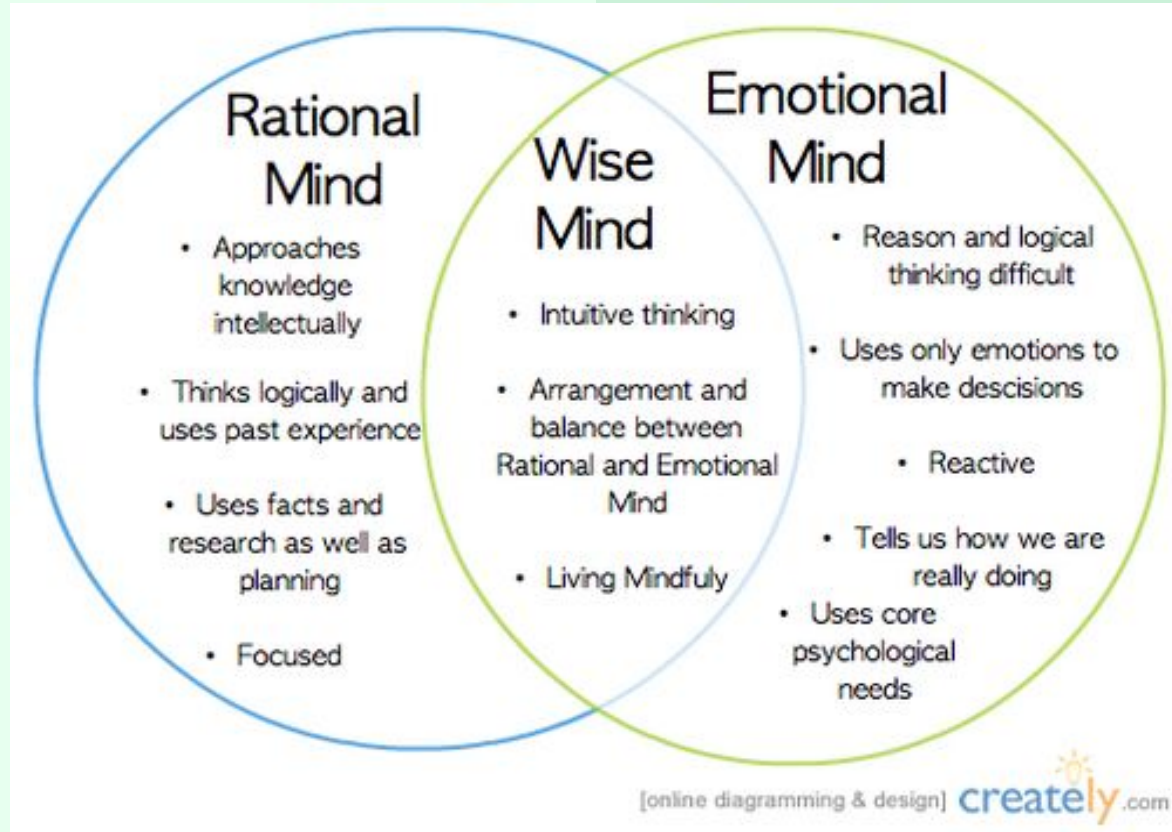 Rational
Mind
• Approaches
knowledge
intellectually
• Thinks logically and
uses past experience
• Uses facts and
research as well as
planning
• Focused
Wise
Mind
• Intuitive thinking
• Arrangement and
balance between
Rational and Emotional
Mind
• Living Mindfuly
Emotional
Mind
• Reason and logical
thinking difficult
• Uses only emotions to
make descisions
• Reactive
• Tells us how we are
really doing
• Uses core
psychological
needs
[online diagramming & design] creately.com